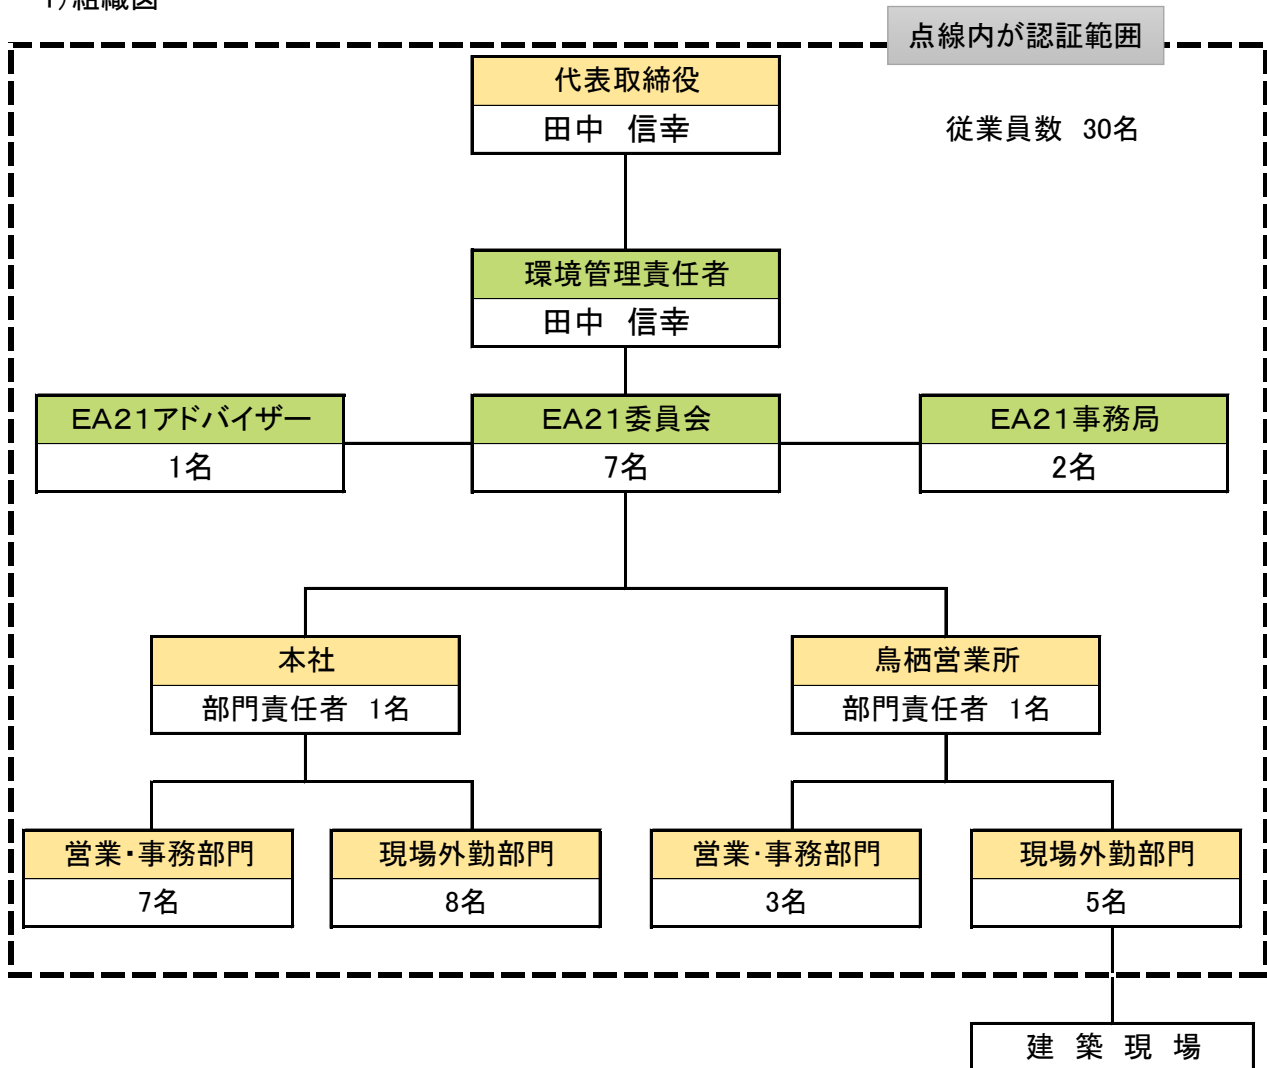 1)組織図
点線内が認証範囲
代表取締役
田中 信幸
従業員数 30名
環境管理責任者
田中 信幸
EA21アドバイザー
1名
EA21委員会
7名
EA21事務局
2名
本社
部門責任者 1名
鳥栖営業所
部門責任者 1名
営業・事務部門
7名
現場外勤部門
8名
営業・事務部門
3名
現場外勤部門
5名
建 築 現 場